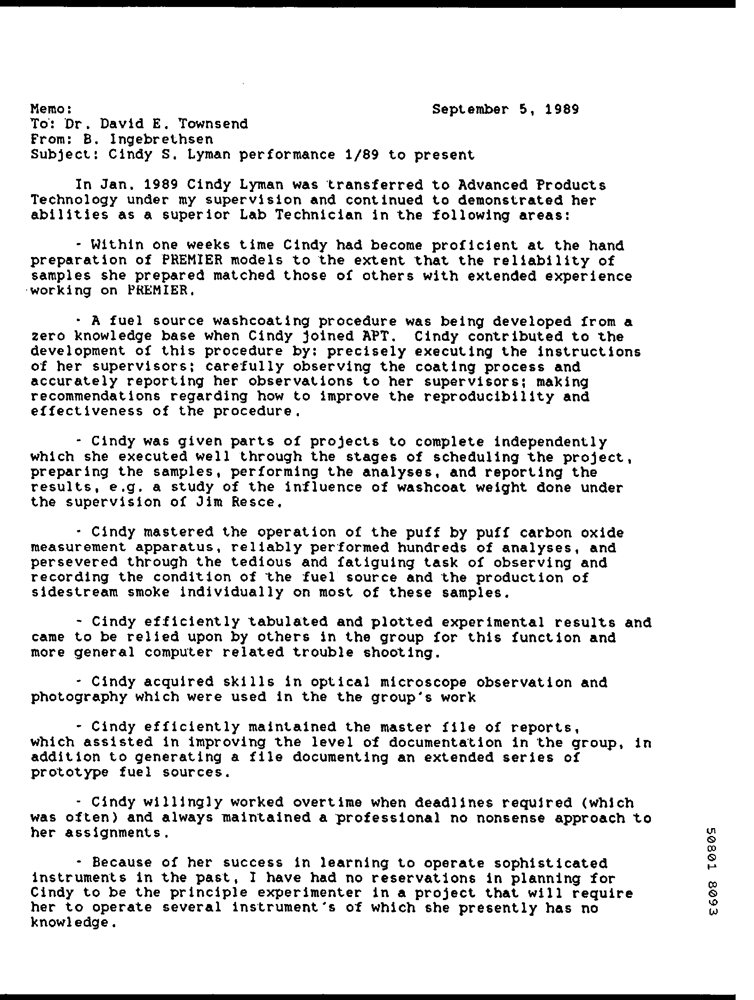 Memo: September 5, 1989
To: Dr. David E. Townsend
From: B. Ingebrethsen
Subject: Cindy S. Lyman performance 1/89 to present
In Jan. 1989 Cindy Lyman was transferred to Advanced Products
Technology under my supervision and continued to demonstrated her
abilities as a superior Lab Technician in the following areas:
- Within one weeks time Cindy had become proficient at the hand
preparation of PREMIER models to the extent that the reliability of
samples she prepared matched those of others with extended experience
working on PREMIER.
- A fuel source washcoating procedure was being developed from a
zero knowledge base when Cindy joined APT. Cindy contributed to the
development of this procedure by: precisely executing the instructions
of her supervisors; carefully observing the coating process and
accurately reporting her observations to her supervisors; making
recommendations regarding how to improve the reproducibility and
effectiveness of the procedure.
- Cindy was given parts of projects to complete independently
which she executed well through the stages of scheduling the project,
preparing the samples, performing the analyses, and reporting the
results, e.g. a study of the influence of washcoat weight done under
the supervision of Jim Resce.
- Cindy mastered the operation of the puff by puff carbon oxide
measurement apparatus, reliably performed hundreds of analyses, and
persevered through the tedious and fatiguing task of observing and
recording the condition of the fuel source and the production of
sidestream smoke individually on most of these samples.
- Cindy efficiently tabulated and plotted experimental results and
came to be relied upon by others in the group for this function and
more general computer related trouble shooting.
- Cindy acquired skills in optical microscope observation and
photography which were used in the the group's work
- Cindy efficiently maintained the master file of reports,
which assisted in improving the level of documentation in the group, in
addition to generating a file documenting an extended series of
prototype fuel sources.
- Cindy willingly worked overtime when deadlines required (which
was often) and always maintained a professional no nonsense approach to
her assignments.
- Because of her success in learning to operate sophisticated
instruments in the past, I have had no reservations in planning for
Cindy to be the principle experimenter in a project that will require
her to operate several instrument's of which she presently has no
knowledge.
50801 8093